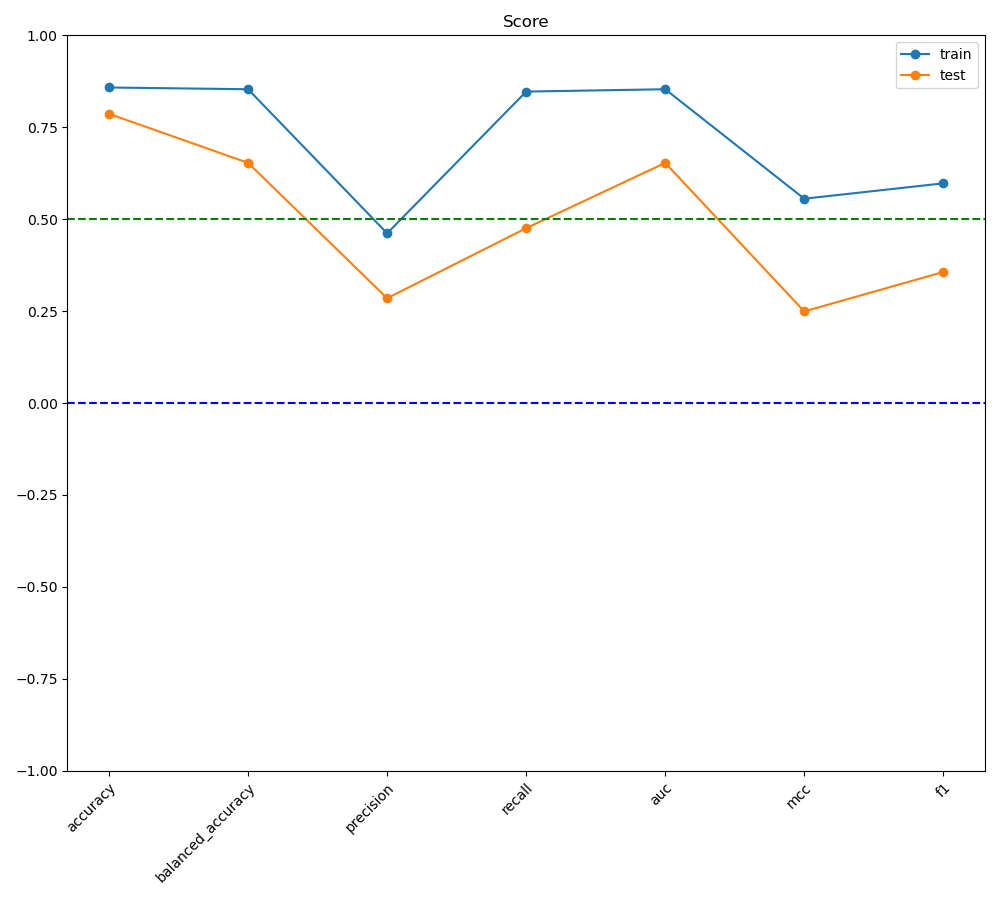 Score
1.00
0.75
0.50
0.25
0.00
−0.25
−0.50
−0.75
−1.00
train
test
accuracy
balanced_accuracy
precision
recall
auc
mcc
f1